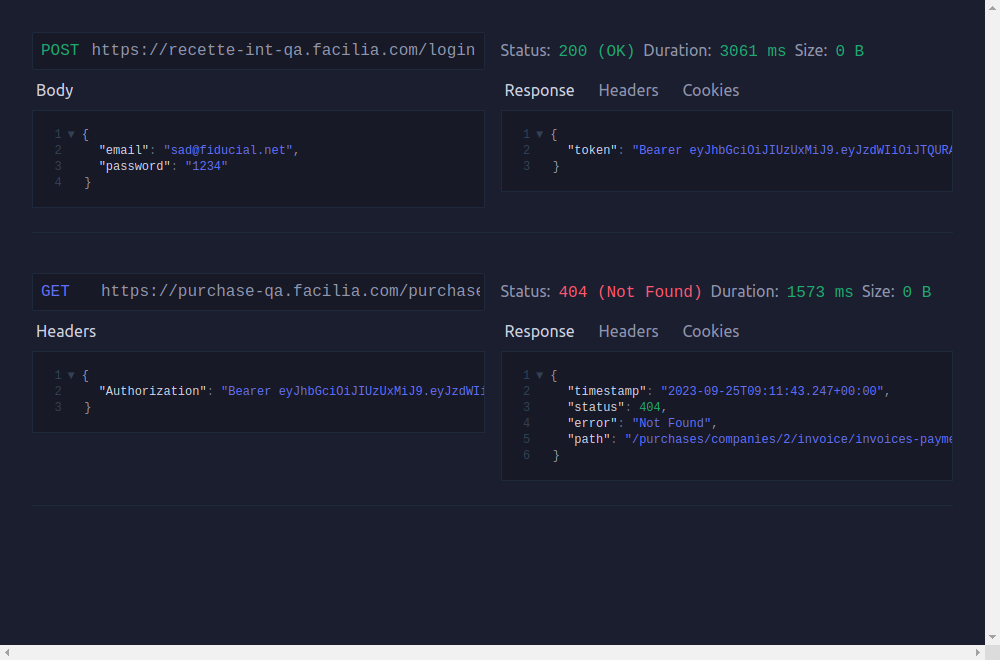 POST https://recette-int-qa.facilia.com/login
Status: 200 (OK) Duration: 3061 ms Size: 0 B
Body
Response Headers Cookies
1 ▼ {
2 "email": "sad@fiducial.net",
3 "password": "1234"
4 }
1 ▼ {
2 "token": "Bearer eyJhbGciOiJIUzUxMiJ9.eyJzdWIiOiJTQURA
3 }
GET https://purchase-qa.facilia.com/purchase
Status: 404 (Not Found) Duration: 1573 ms Size: 0 B
Headers
Response Headers Cookies
1 ▼ {
2 "Authorization": "Bearer eyJhbGciOiJIUzUxMiJ9.eyJzdWIi
3 }
1 ▼ {
2 "timestamp": "2023-09-25T09:11:43.247+00:00",
3 "status": 404,
4 "error": "Not Found",
5 "path": "/purchases/companies/2/invoice/invoices-payme
6 }